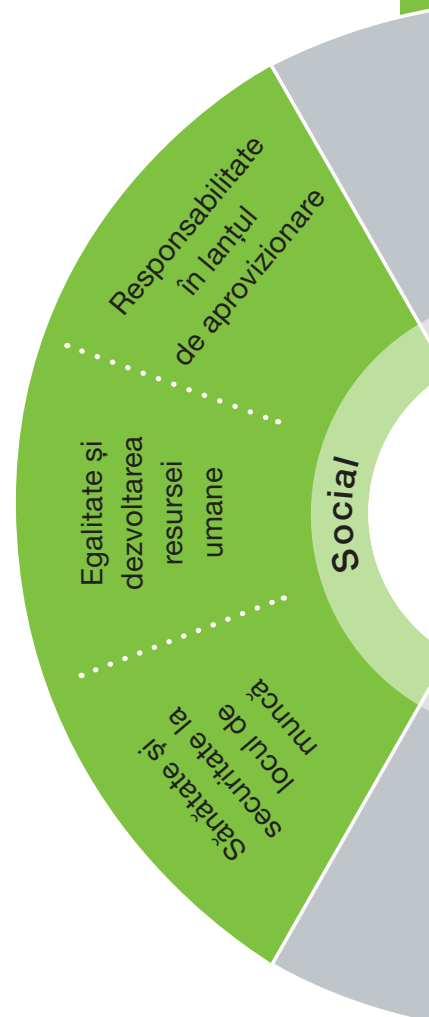 Responsabilitate
în lanțul
de aprovizionare
Egalitate și
dezvoltarea
resursei
umane
Sănătate și
securitate la
locul de
muncă
Social